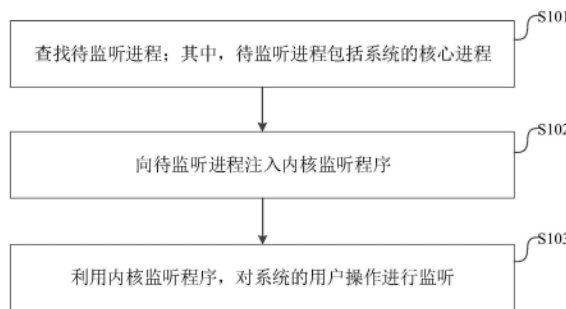 S101
查找待监听进程；其中，待监听进程包括系统的核心进程
S102
向待监听进程注入内核监听程序
S103
利用内核监听程序，对系统的用户操作进行监听